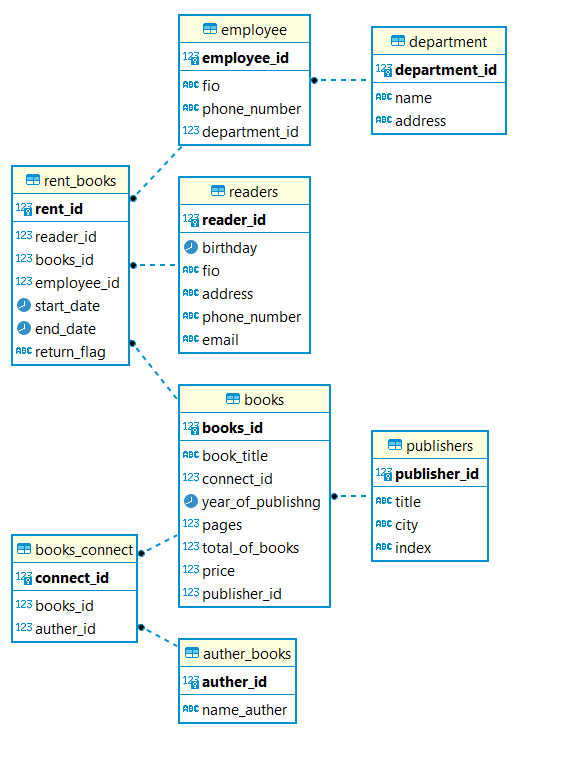 employee
123 employee_id
ABC fio
ABC phone_number
123 department_id
department
123 department_id
ABC name
ABC address
rent_books
123 rent_id
123 reader_id
123 books_id
123 employee_id
start_date
end_date
ABC return_flag
readers
123 reader_id
birthday
ABC fio
ABC address
ABC phone_number
ABC email
books
123 books_id
ABC book_title
123 connect_id
year_of_publishng
123 pages
123 total_of_books
123 price
123 publisher_id
publishers
123 publisher_id
ABC title
ABC city
ABC index
books_connect
123 connect_id
123 books_id
123 auther_id
auther_books
123 auther_id
ABC name_auther